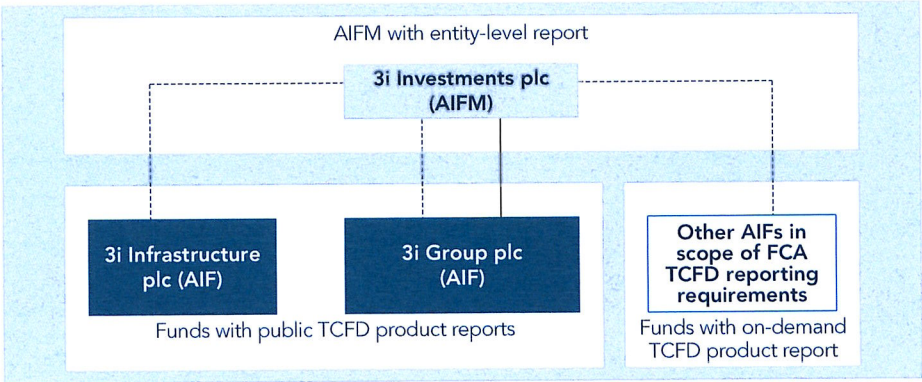 AIFM with entity-level report
3i Investments plc
(AIFM)
3i Infrastructure
plc (AIF)
3i Group plc
(AIF)
Other AIFs in
scope of FCA
TCFD reporting
requirements
Funds with public TCFD product reports
Funds with on-demand
TCFD product report